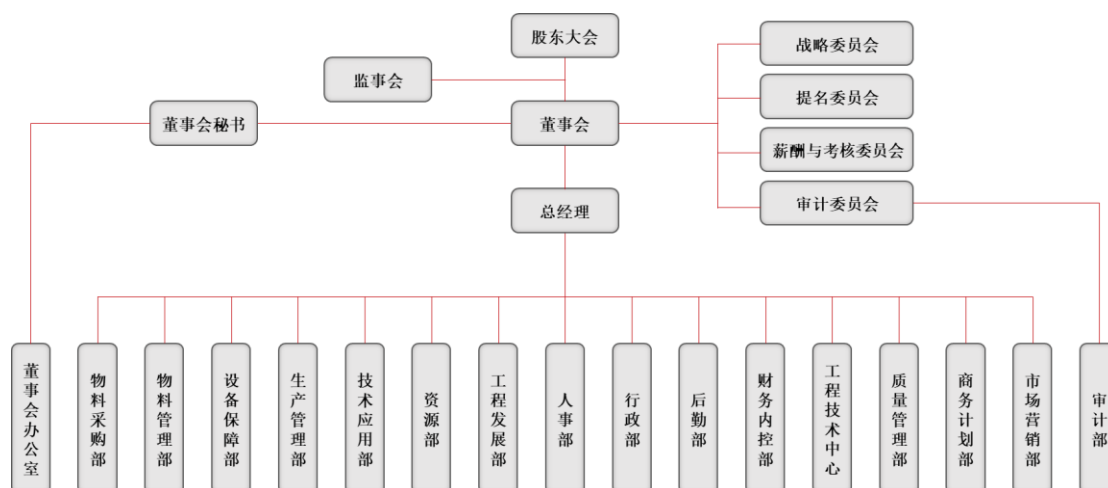 股东大会
战略委员会
监事会
提名委员会
董事会秘书
董事会
薪酬与考核委员会
总经理
审计委员会
董事会办公室
物料采购部
物料管理部
设备保障部
生产管理部
技术应用部
资源部
工程发展部
人事部
行政部
后勤部
财务内控部
工程技术中心
质量管理部
商务计划部
市场营销部
审计部